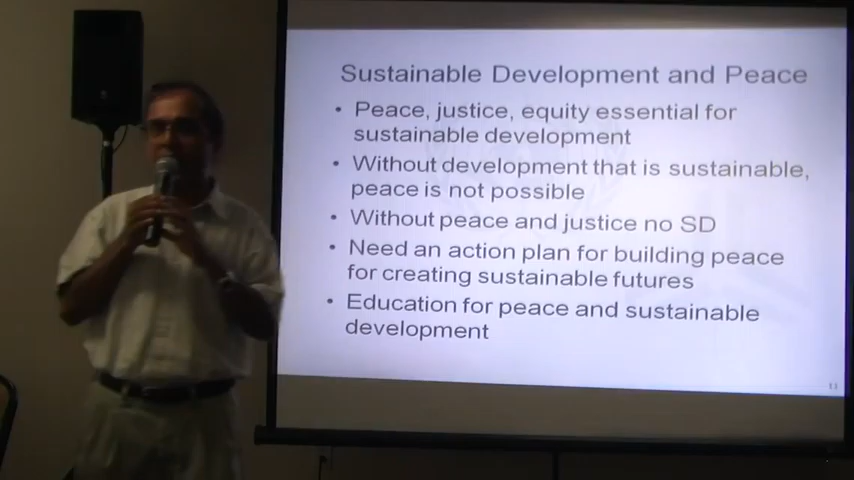 Sustainable Development and Peace
• Peace, justice, equity essential for
sustainable development
• Without development that is sustainable,
peace is not possible
• Without peace and justice no SD
• Need an action plan for building peace
for creating sustainable futures
• Education for peace and sustainable
development